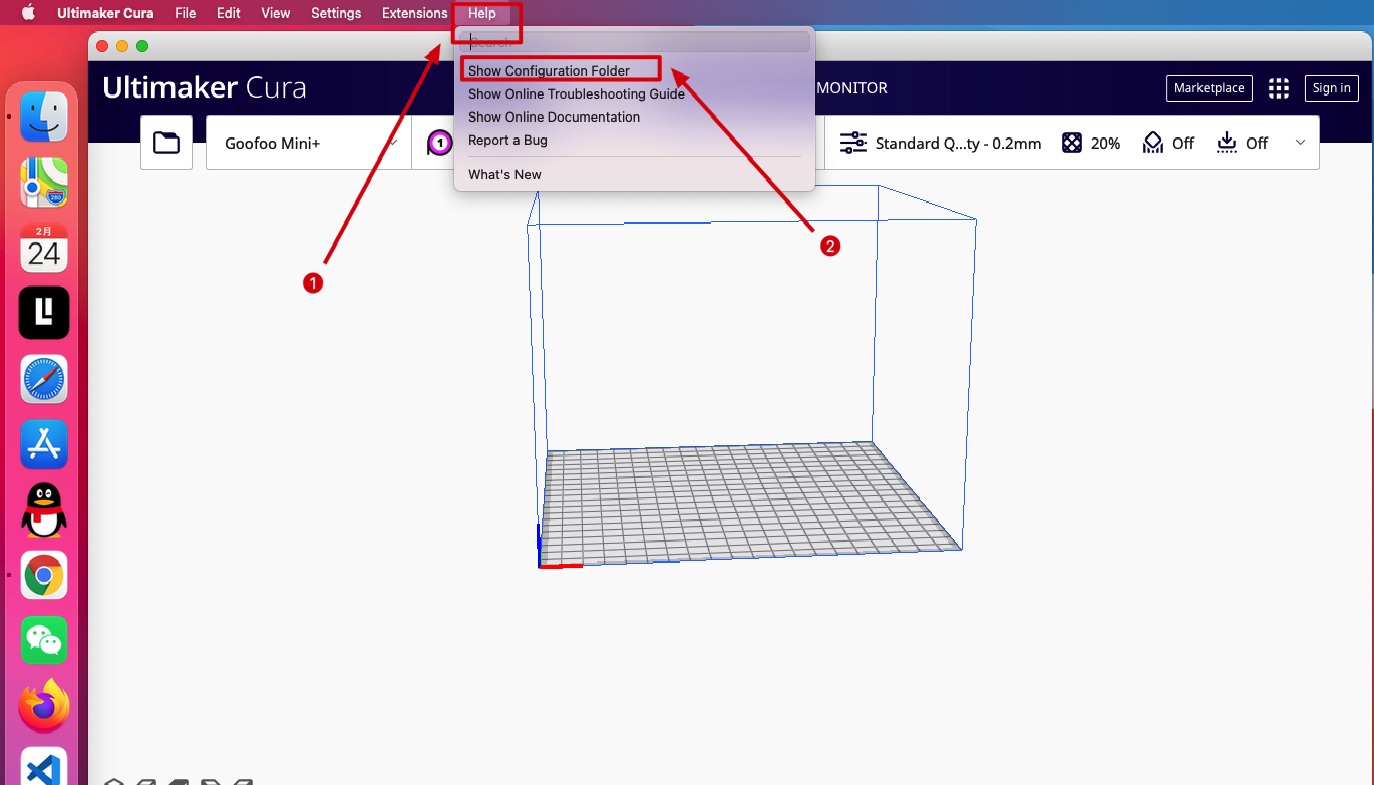 Ultimaker Cura File Edit View Settings Extensions Help
Search
Show Configuration Folder
Show Online Troubleshooting Guide
Show Online Documentation
Report a Bug
What's New
Ultimaker Cura
MONITOR
Marketplace
Sign in
Goofoo Mini+
1
Standard Q...ty - 0.2mm
20%
Off
Off
1
2
2月
24
280